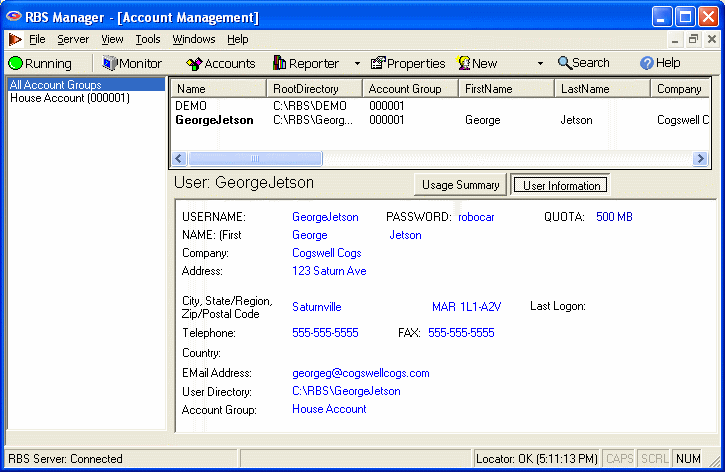 RBS Manager - [Account Management]
File Server View Tools Windows Help
Running Monitor Accounts Reporter Properties New Search Help
All Account Groups
House Account (000001)
Name RootDirectory Account Group FirstName LastName Company
DEMO C:\RBS\DEMO 000001
GeorgeJetson C:\RBS\Georg... 000001 George Jetson Cogswell C
User: GeorgeJetson Usage Summary User Information
USERNAME: GeorgeJetson PASSWORD: robocar QUOTA: 500 MB
NAME: (First George Jetson
Company: Cogswell Cogs
Address: 123 Saturn Ave
City, State/Region,
Zip/Postal Code Saturnville MAR 1L1-A2V Last Logon:
Telephone: 555-555-5555 FAX: 555-555-5555
Country:
EMail Address: georgeg@cogswellcogs.com
User Directory: C:\RBS\GeorgeJetson
Account Group: House Account
RBS Server: Connected Locator: OK (5:11:13 PM) CAPS SCRL NUM